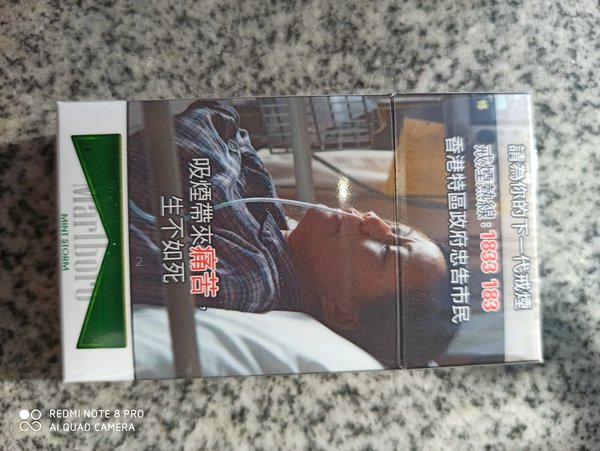 請為你的下一代戒煙
戒煙熱線：1833 183
香港特區政府忠告市民
吸煙帶來痛苦
生不如死
Marlboro
MINT STORM
REDMI NOTE 8 PRO
AI QUAD CAMERA